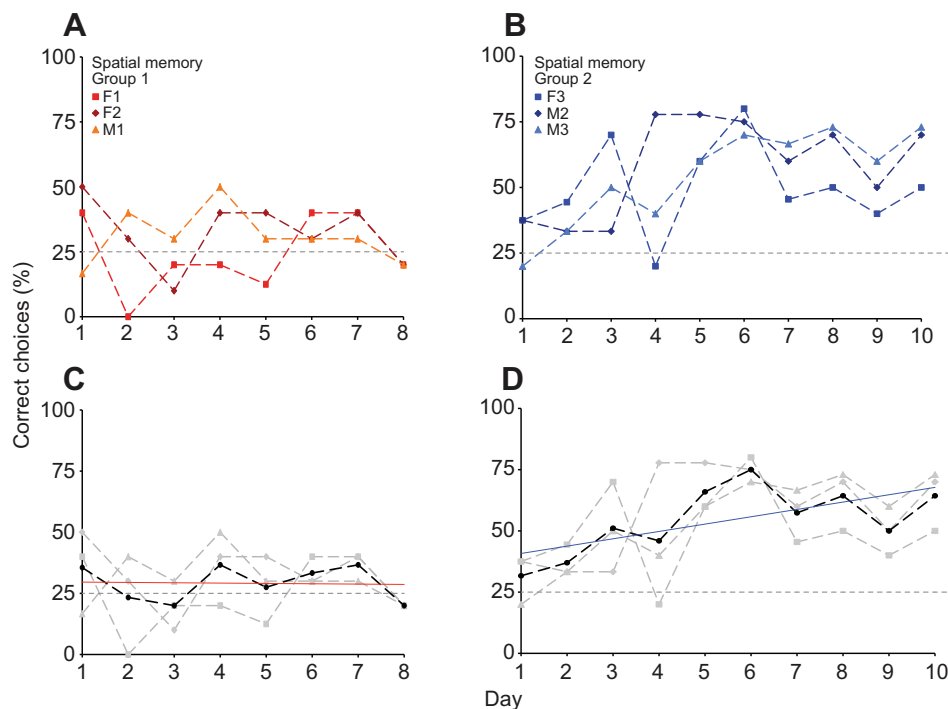 A
100
75
50
25
0
Spatial memory
Group 1
F1
F2
M1
1 2 3 4 5 6 7 8
B
100
75
50
25
0
Spatial memory
Group 2
F3
M2
M3
1 2 3 4 5 6 7 8 9 10
Correct choices (%)
C
100
75
50
25
0
1 2 3 4 5 6 7 8
D
100
75
50
25
0
1 2 3 4 5 6 7 8 9 10
Day